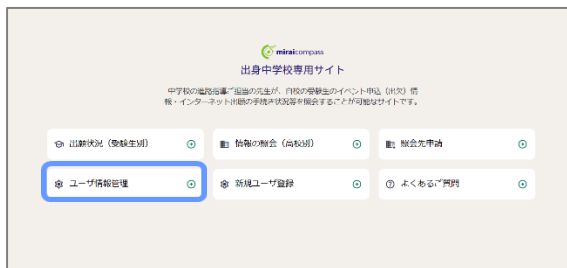 miraicompass
出身中学校専用サイト
中学校の進路指導ご担当の先生が、自校の受験生のイベント申込（出欠）情
報・インターネット出願の手続き状況等を照会することが可能なサイトです。
出願状況（受験生別）
情報の照会（高校別）
照会先申請
ユーザ情報管理
新規ユーザ登録
よくあるご質問